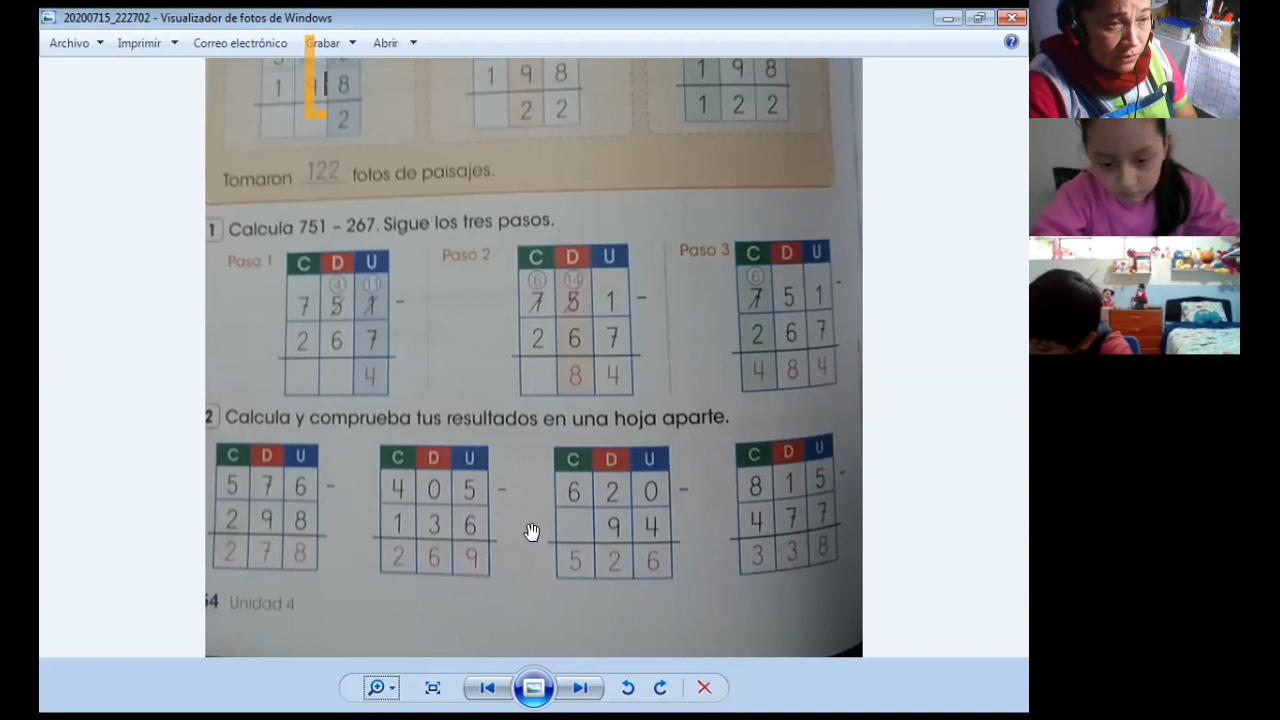 20200715_222702 - Visualizador de fotos de Windows
Archivo Imprimir Correo electrónico Grabar Abrir
1 8 1 9 8 1 9 8
2 2 2 1 2 2
Tomaron 122 fotos de paisajes.
1 Calcula 751 – 267. Sigue los tres pasos.
Paso 1 C D U Paso 2 C D U Paso 3 C D U
4 11 6 14 6
7 5 1 - 7 5 1 - 7 5 1 -
2 6 7 2 6 7 2 6 7
4 8 4 4 8 4
2 Calcula y comprueba tus resultados en una hoja aparte.
C D U C D U C D U C D U
5 7 6 - 4 0 5 - 6 2 0 - 8 1 5 -
2 9 8 1 3 6 9 4 4 7 7
2 7 8 2 6 9 5 2 6 3 3 8
64 Unidad 4